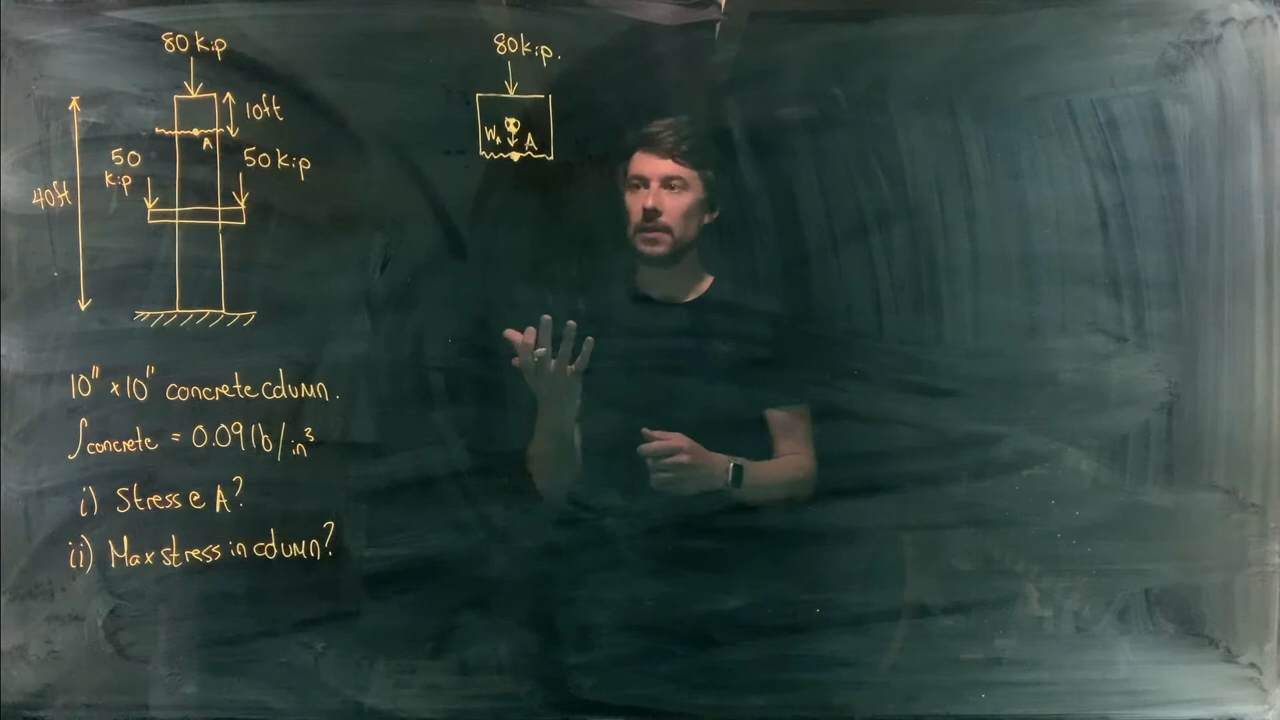 80 kip
10ft
A
50 kip
50 kip
40ft
10" × 10" concrete column.
ρconcrete = 0.09 lb/in³
i) Stress @ A?
ii) Max stress in column?
80kip.
WA
A